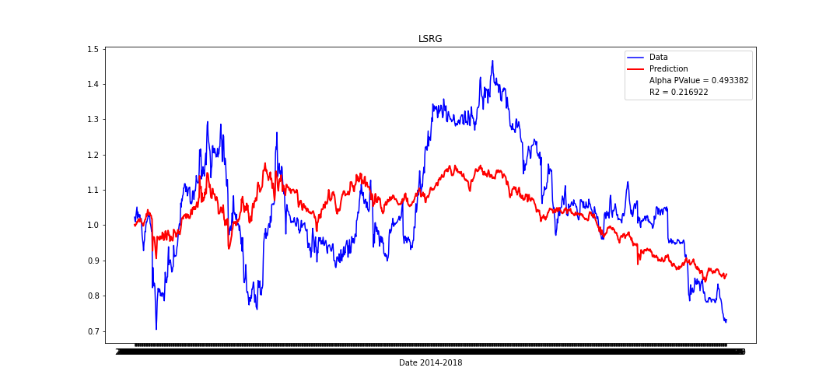 LSRG
1.5
1.4
1.3
1.2
1.1
1.0
0.9
0.8
0.7
Data
Prediction
Alpha PValue = 0.493382
R2 = 0.216922
Date 2014-2018